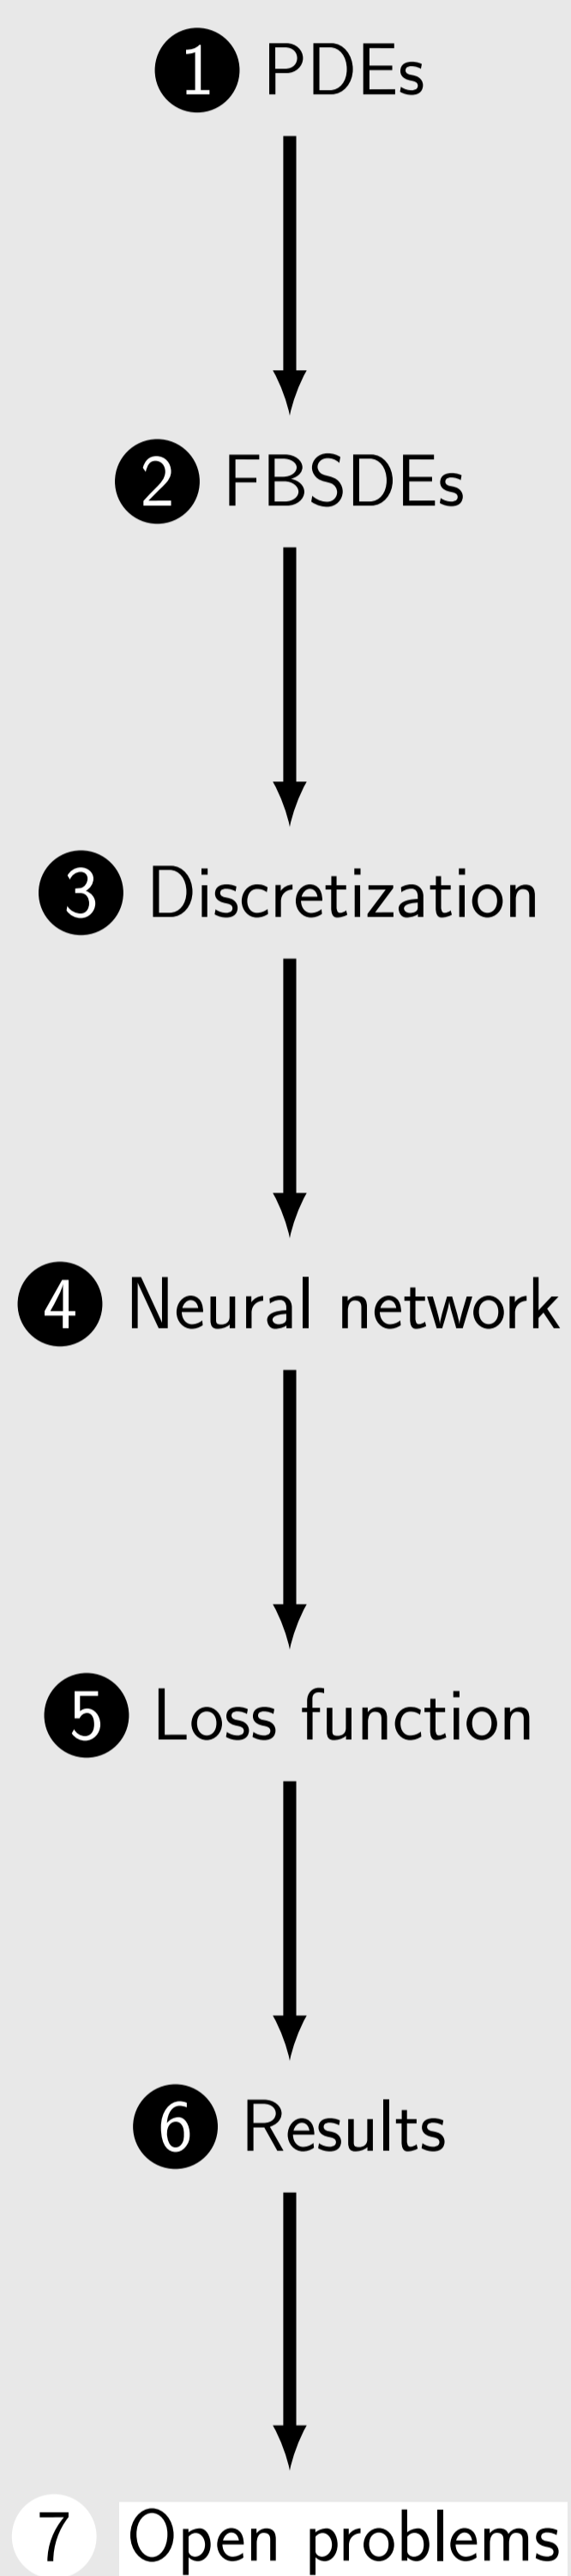 1 PDEs
2 FBSDEs
3 Discretization
4 Neural network
5 Loss function
6 Results
7 Open problems